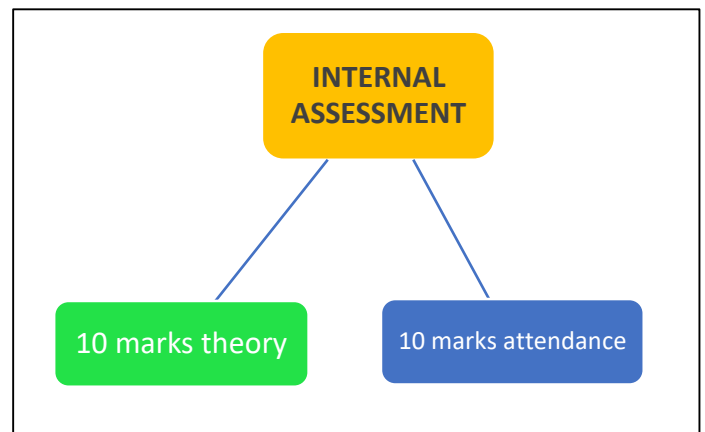 INTERNAL
ASSESSMENT
10 marks theory
10 marks attendance